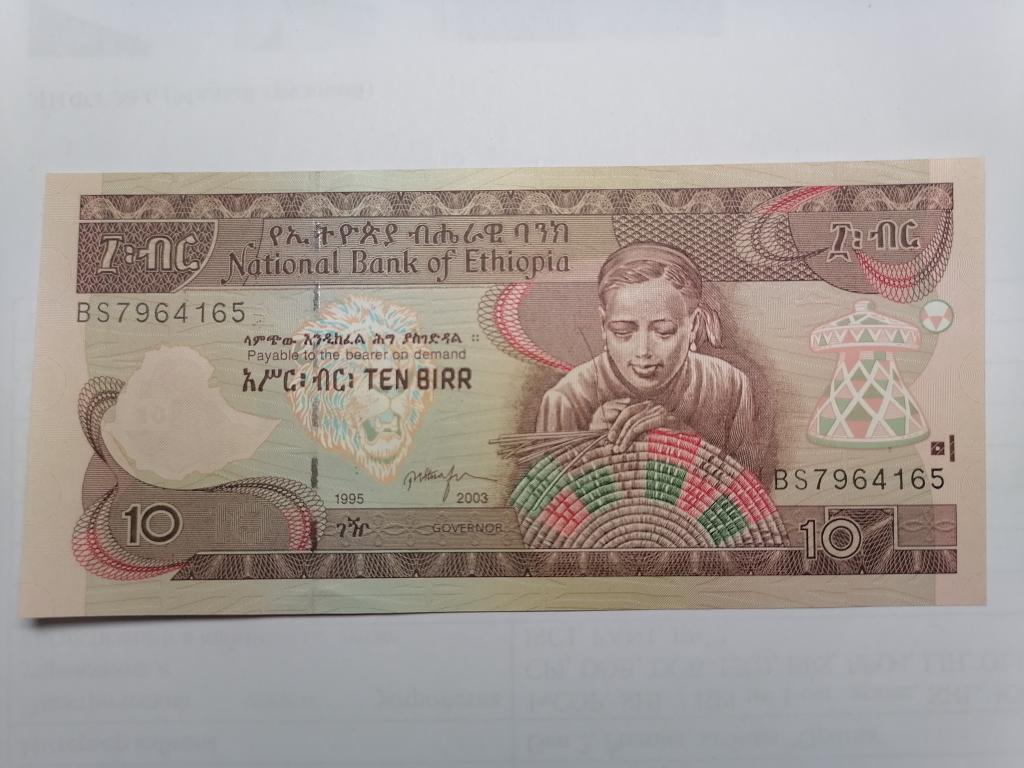 ፲፡ብር
የኢትዮጵያ ብሔራዊ ባንክ
National Bank of Ethiopia
፲፡ብር
BS7964165
ላምጭው እንዲከፈል ሕግ ያስገድዳል ።
Payable to the bearer on demand
አሥር፡ብር፡ TEN BIRR
1995
2003
BS7964165
10
ገዥ
GOVERNOR
10